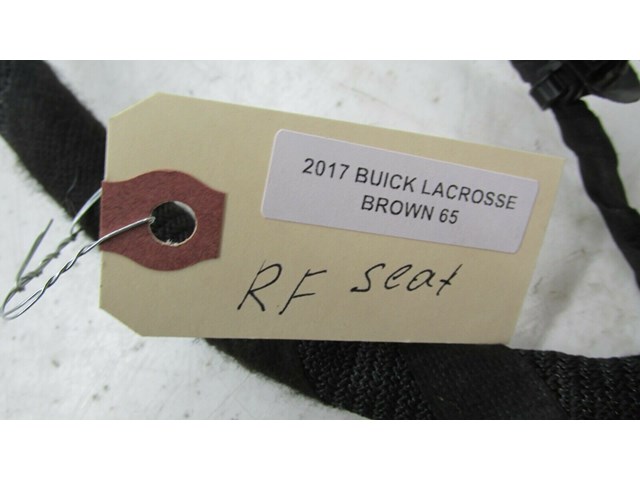 2017 BUICK LACROSSE
BROWN 65
RF seat